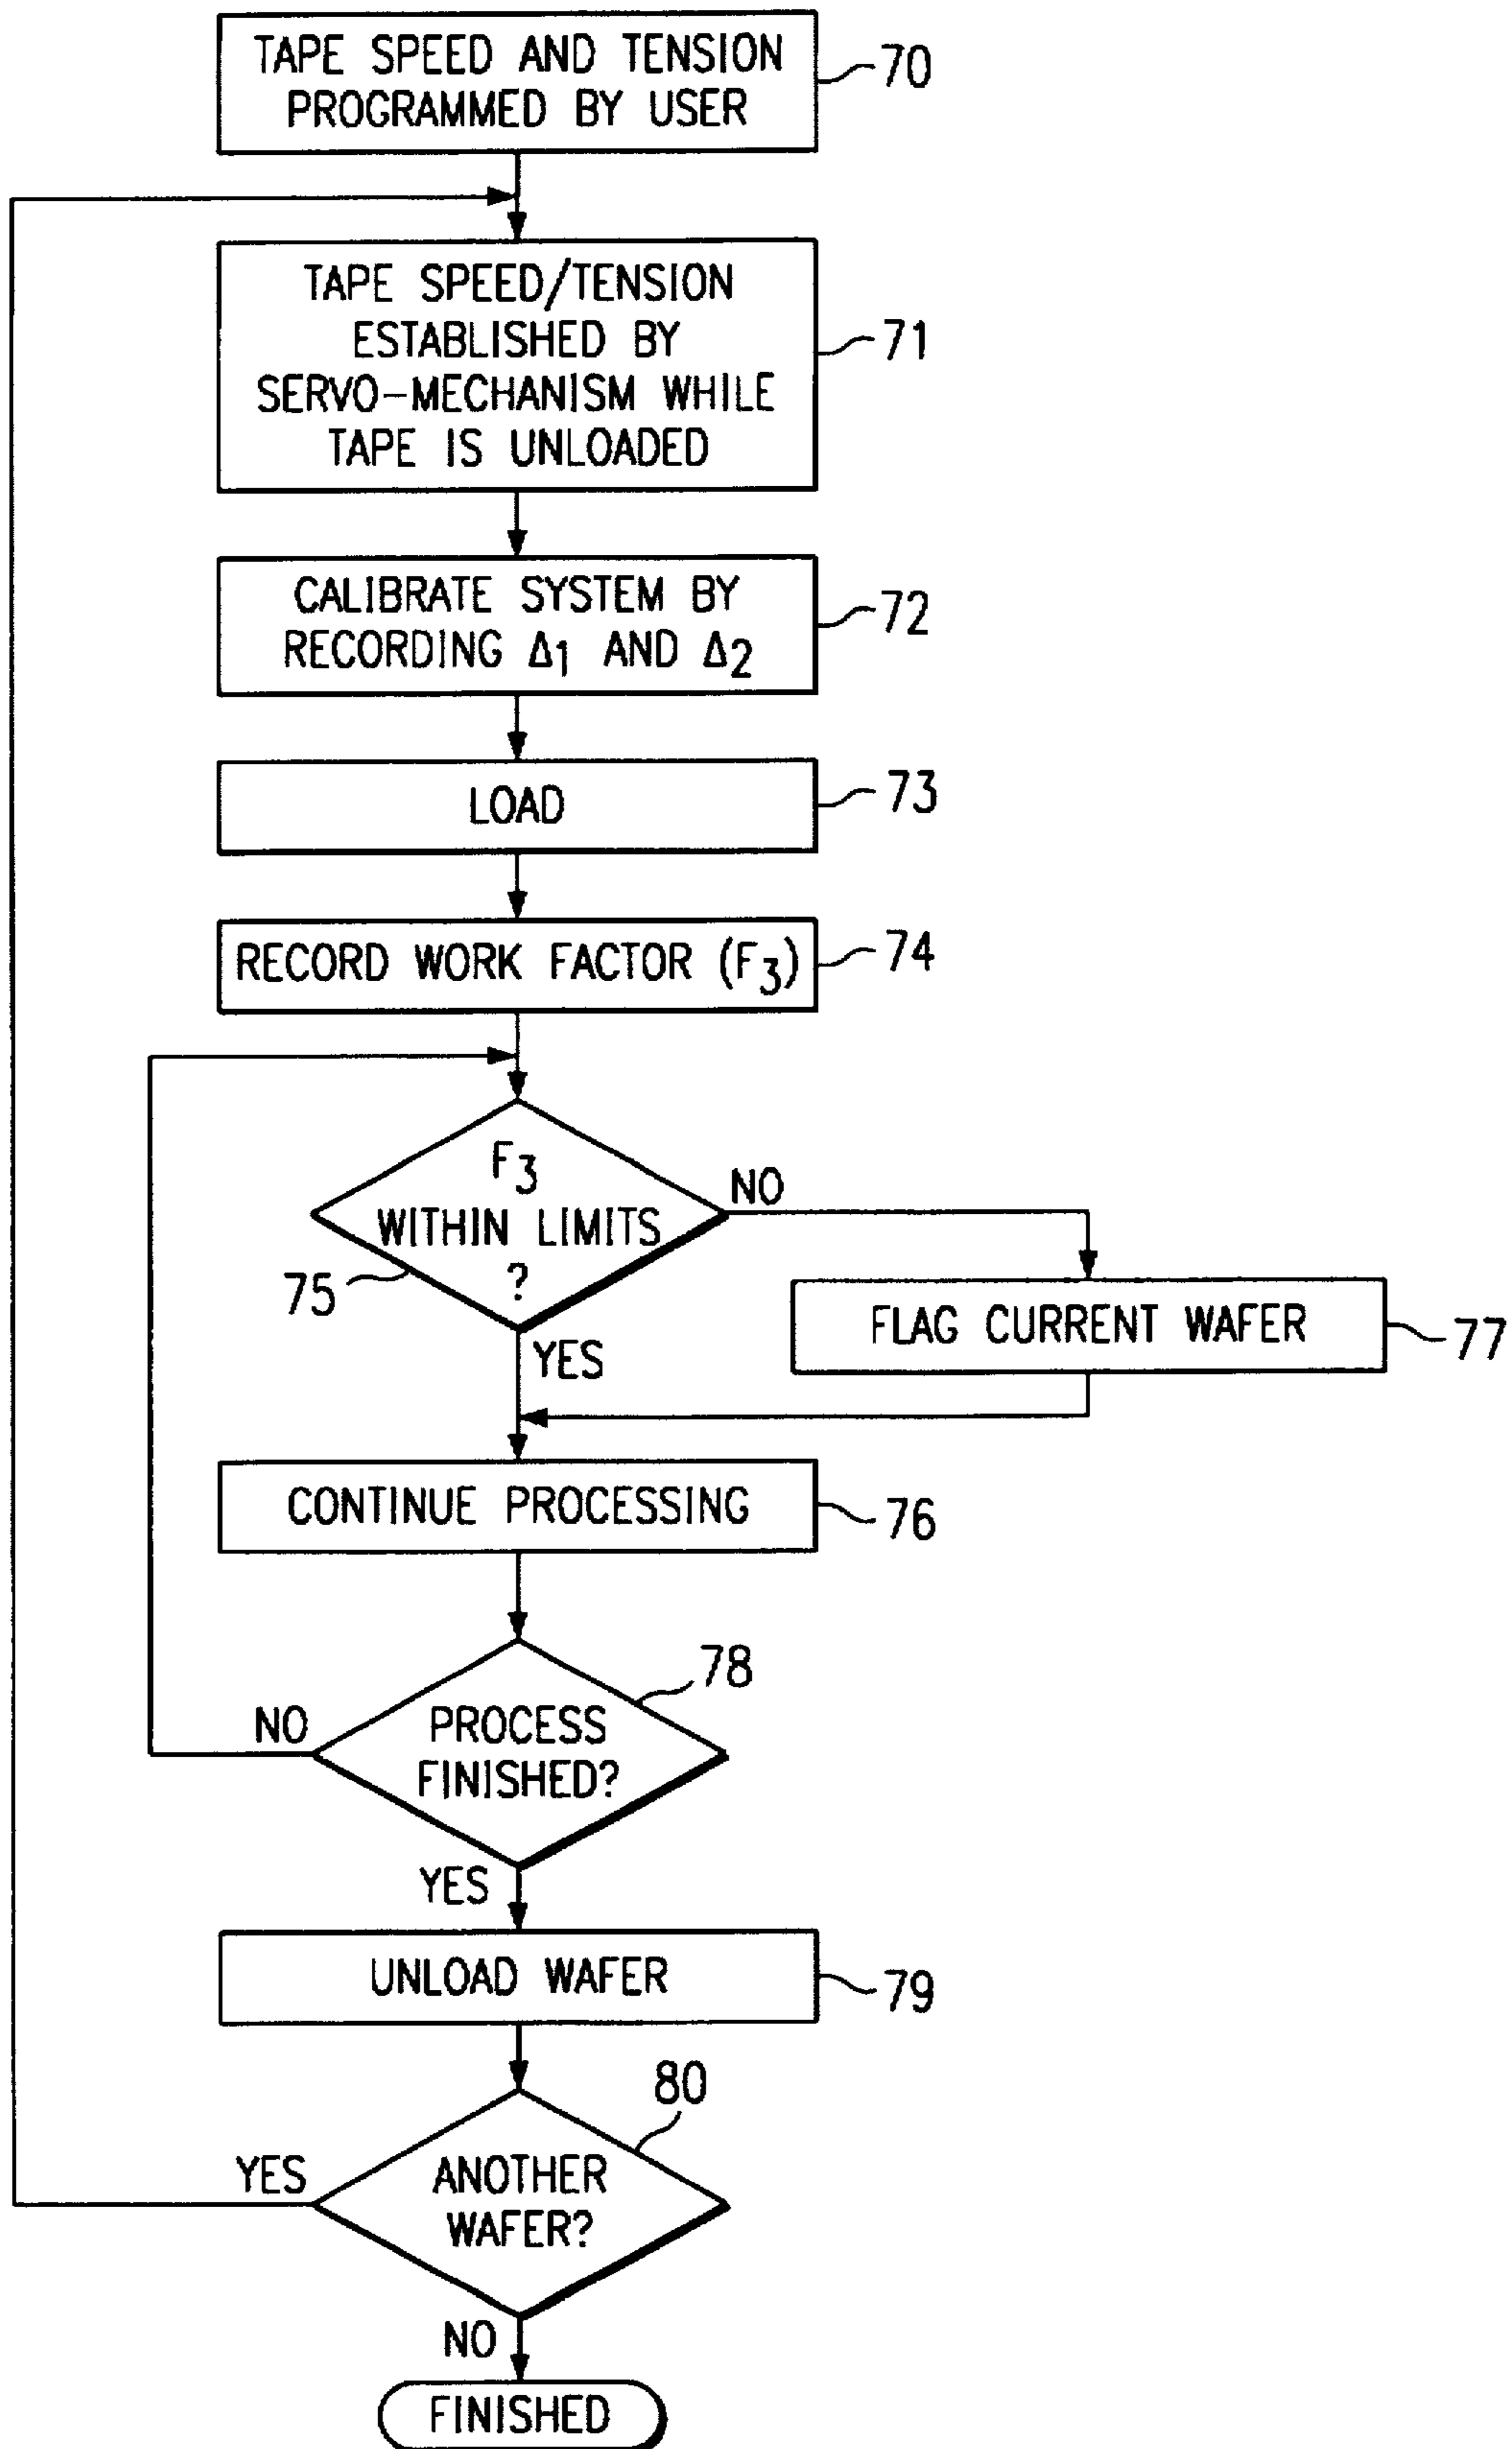 TAPE SPEED AND TENSION
PROGRAMMED BY USER
70
TAPE SPEED/TENSION
ESTABLISHED BY
SERVO-MECHANISM WHILE
TAPE IS UNLOADED
71
CALIBRATE SYSTEM BY
RECORDING Δ1 AND Δ2
72
LOAD
73
RECORD WORK FACTOR (F3)
74
F3
WITHIN LIMITS
?
75
NO
YES
FLAG CURRENT WAFER
77
CONTINUE PROCESSING
76
PROCESS
FINISHED?
78
NO
YES
UNLOAD WAFER
79
ANOTHER
WAFER?
80
YES
NO
FINISHED